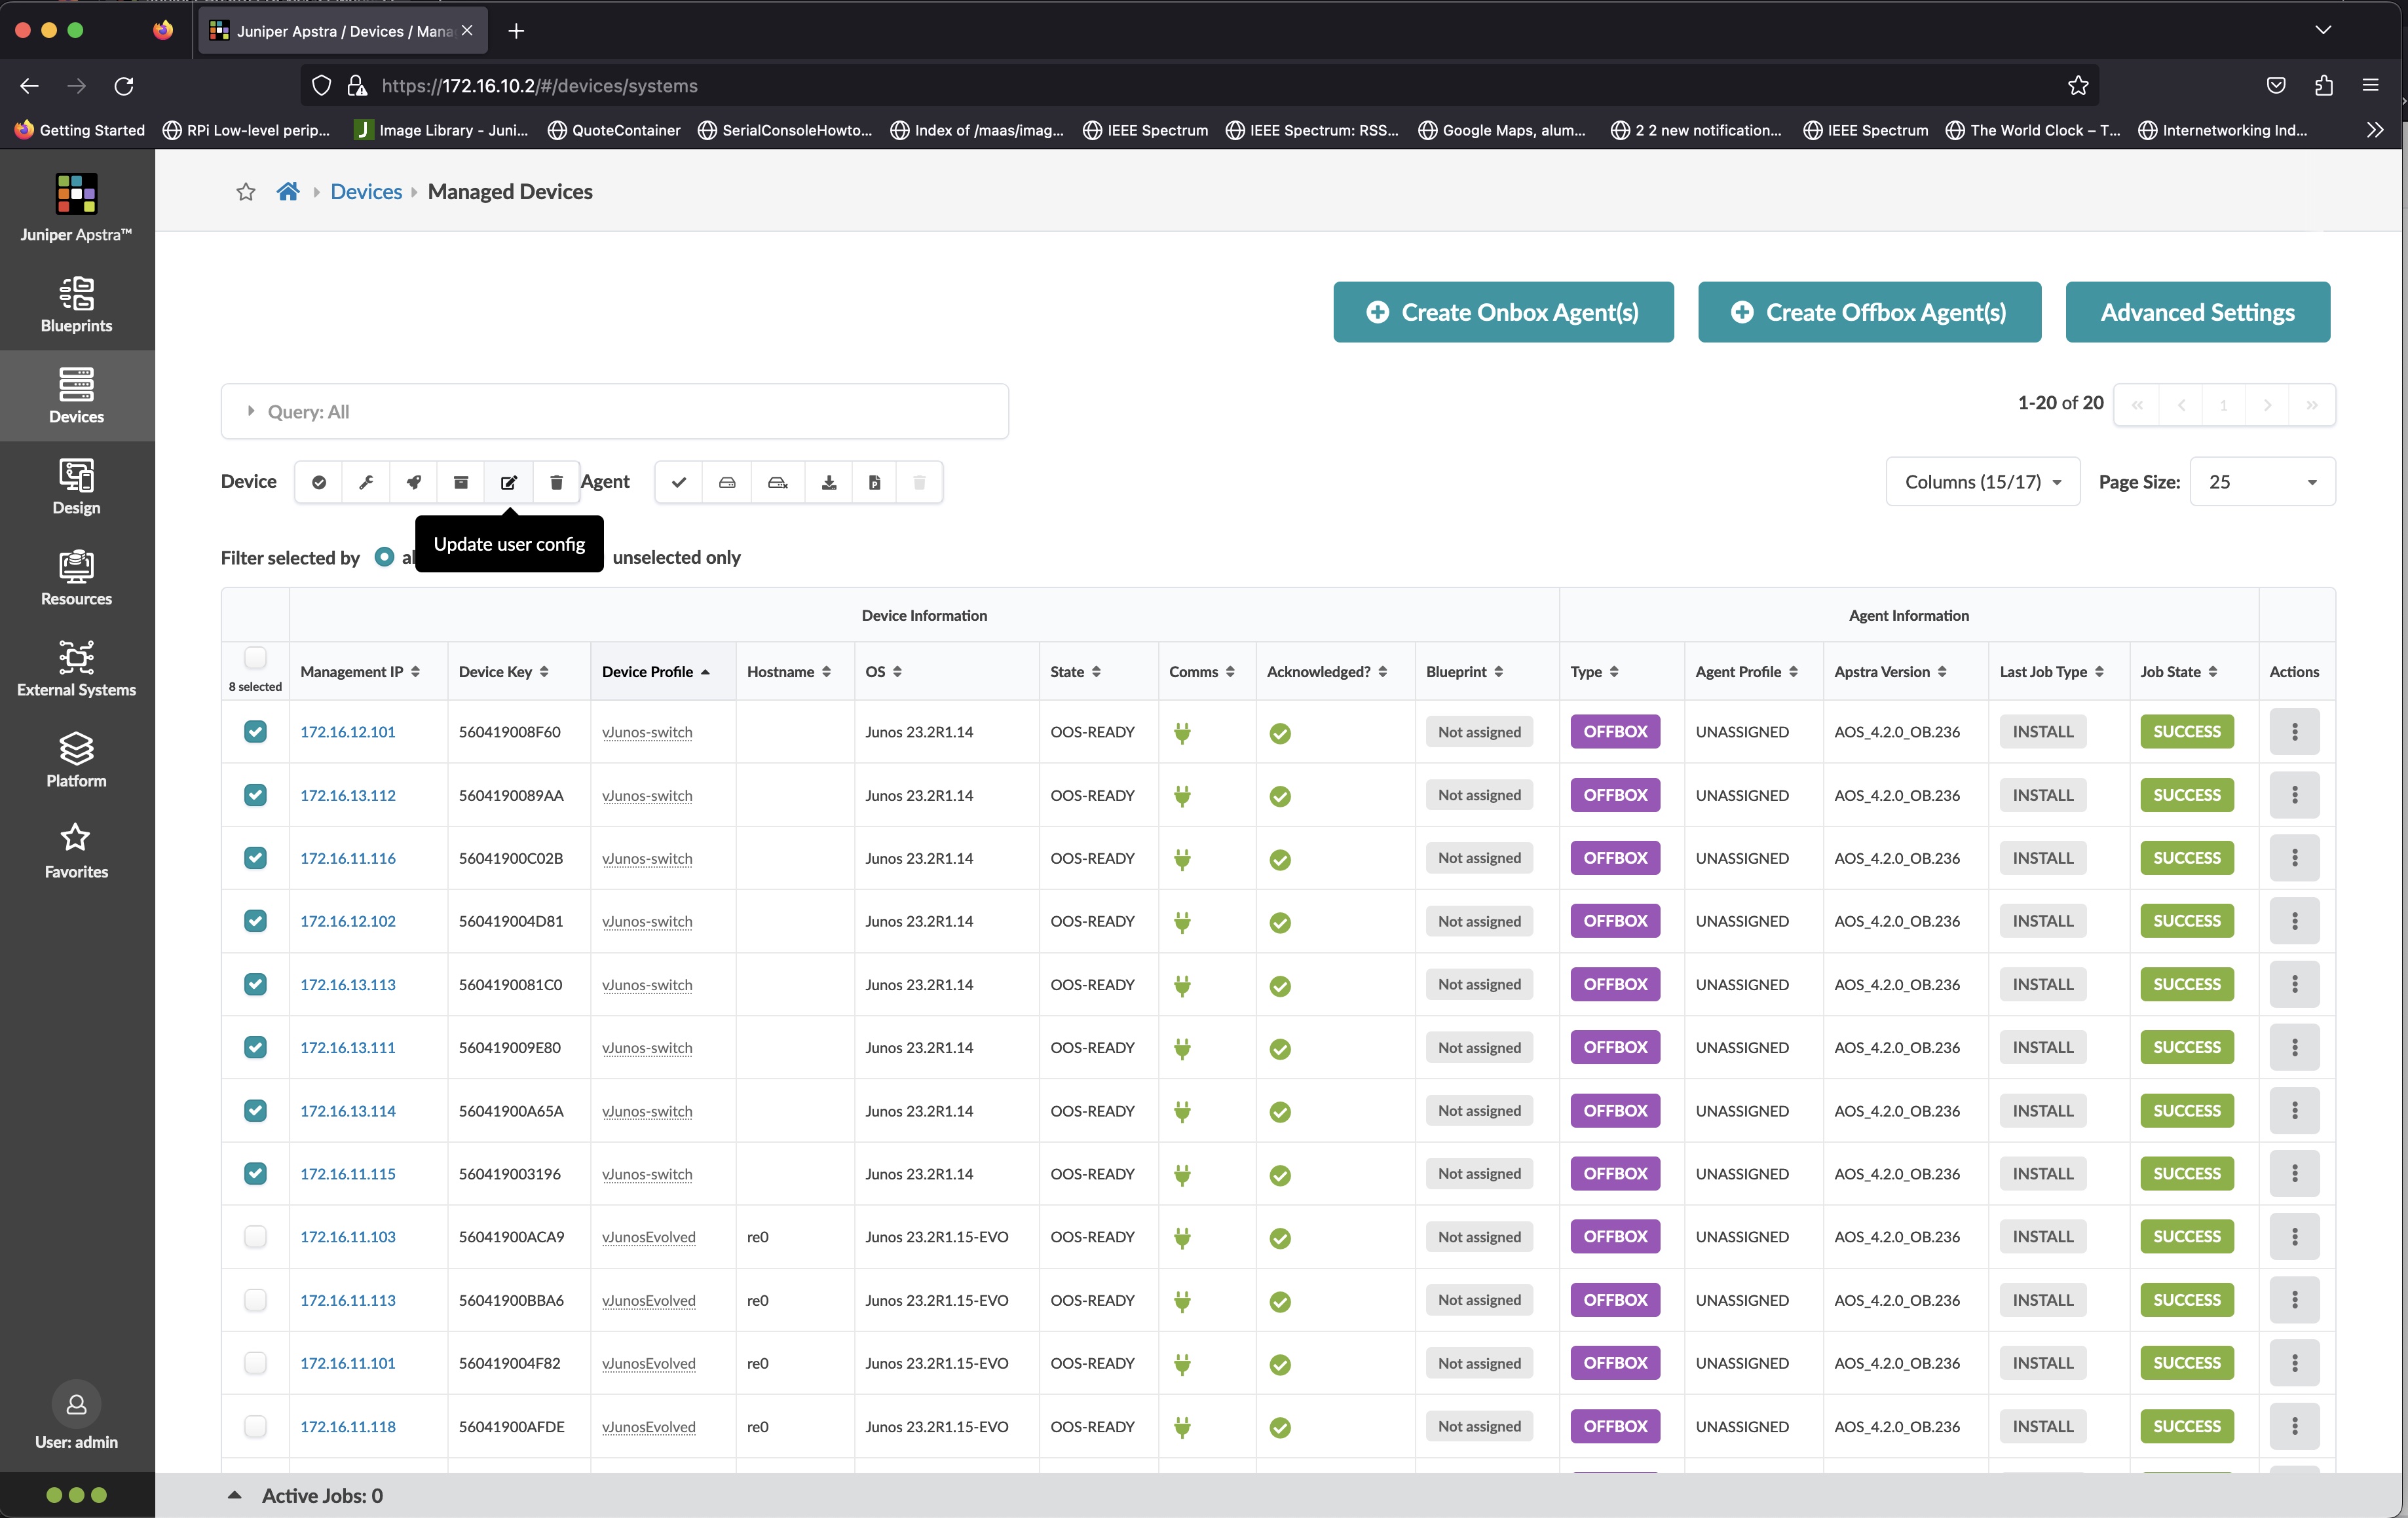 Juniper Apstra / Devices / Mana
https://172.16.10.2/#/devices/systems
Getting Started RPi Low-level perip... Image Library - Juni... QuoteContainer SerialConsoleHowto... Index of /maas/imag... IEEE Spectrum IEEE Spectrum: RSS... Google Maps, alum... 2 2 new notification... IEEE Spectrum The World Clock – T... Internetworking Ind...
Juniper Apstra™
Blueprints
Devices
Design
Resources
External Systems
Platform
Favorites
User: admin
Devices Managed Devices
Create Onbox Agent(s) Create Offbox Agent(s) Advanced Settings
Query: All
1-20 of 20 1
Device Agent
Columns (15/17) Page Size: 25
Update user config
Filter selected by al unselected only
Device Information Agent Information
8 selected Management IP Device Key Device Profile Hostname OS State Comms Acknowledged? Blueprint Type Agent Profile Apstra Version Last Job Type Job State Actions
172.16.12.101 560419008F60 vJunos-switch Junos 23.2R1.14 OOS-READY Not assigned OFFBOX UNASSIGNED AOS_4.2.0_OB.236 INSTALL SUCCESS
172.16.13.112 5604190089AA vJunos-switch Junos 23.2R1.14 OOS-READY Not assigned OFFBOX UNASSIGNED AOS_4.2.0_OB.236 INSTALL SUCCESS
172.16.11.116 56041900C02B vJunos-switch Junos 23.2R1.14 OOS-READY Not assigned OFFBOX UNASSIGNED AOS_4.2.0_OB.236 INSTALL SUCCESS
172.16.12.102 560419004D81 vJunos-switch Junos 23.2R1.14 OOS-READY Not assigned OFFBOX UNASSIGNED AOS_4.2.0_OB.236 INSTALL SUCCESS
172.16.13.113 5604190081C0 vJunos-switch Junos 23.2R1.14 OOS-READY Not assigned OFFBOX UNASSIGNED AOS_4.2.0_OB.236 INSTALL SUCCESS
172.16.13.111 560419009E80 vJunos-switch Junos 23.2R1.14 OOS-READY Not assigned OFFBOX UNASSIGNED AOS_4.2.0_OB.236 INSTALL SUCCESS
172.16.13.114 56041900A65A vJunos-switch Junos 23.2R1.14 OOS-READY Not assigned OFFBOX UNASSIGNED AOS_4.2.0_OB.236 INSTALL SUCCESS
172.16.11.115 560419003196 vJunos-switch Junos 23.2R1.14 OOS-READY Not assigned OFFBOX UNASSIGNED AOS_4.2.0_OB.236 INSTALL SUCCESS
172.16.11.103 56041900ACA9 vJunosEvolved re0 Junos 23.2R1.15-EVO OOS-READY Not assigned OFFBOX UNASSIGNED AOS_4.2.0_OB.236 INSTALL SUCCESS
172.16.11.113 56041900BBA6 vJunosEvolved re0 Junos 23.2R1.15-EVO OOS-READY Not assigned OFFBOX UNASSIGNED AOS_4.2.0_OB.236 INSTALL SUCCESS
172.16.11.101 560419004F82 vJunosEvolved re0 Junos 23.2R1.15-EVO OOS-READY Not assigned OFFBOX UNASSIGNED AOS_4.2.0_OB.236 INSTALL SUCCESS
172.16.11.118 56041900AFDE vJunosEvolved re0 Junos 23.2R1.15-EVO OOS-READY Not assigned OFFBOX UNASSIGNED AOS_4.2.0_OB.236 INSTALL SUCCESS
Active Jobs: 0